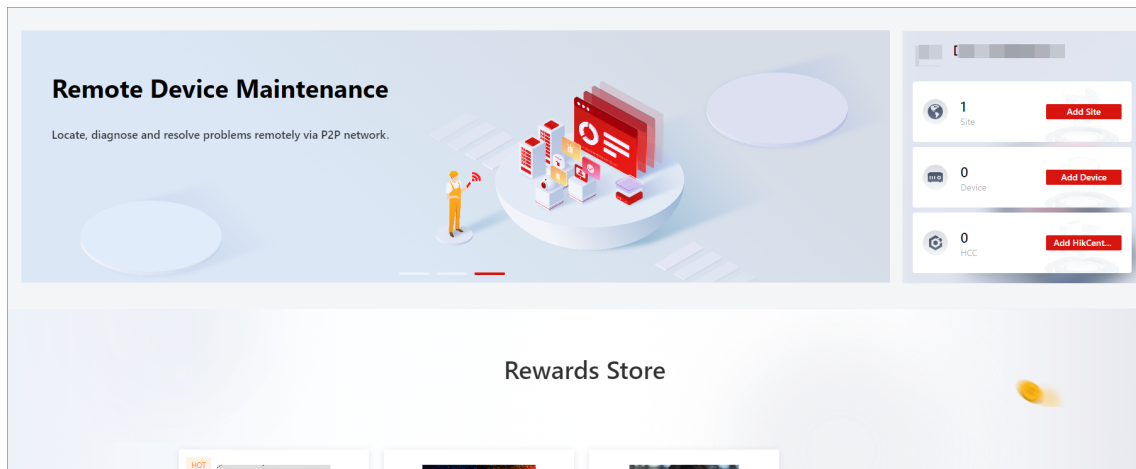 Remote Device Maintenance
Locate, diagnose and resolve problems remotely via P2P network.
1
Site
Add Site
0
Device
Add Device
0
HCC
Add HikCent...
Rewards Store
HOT